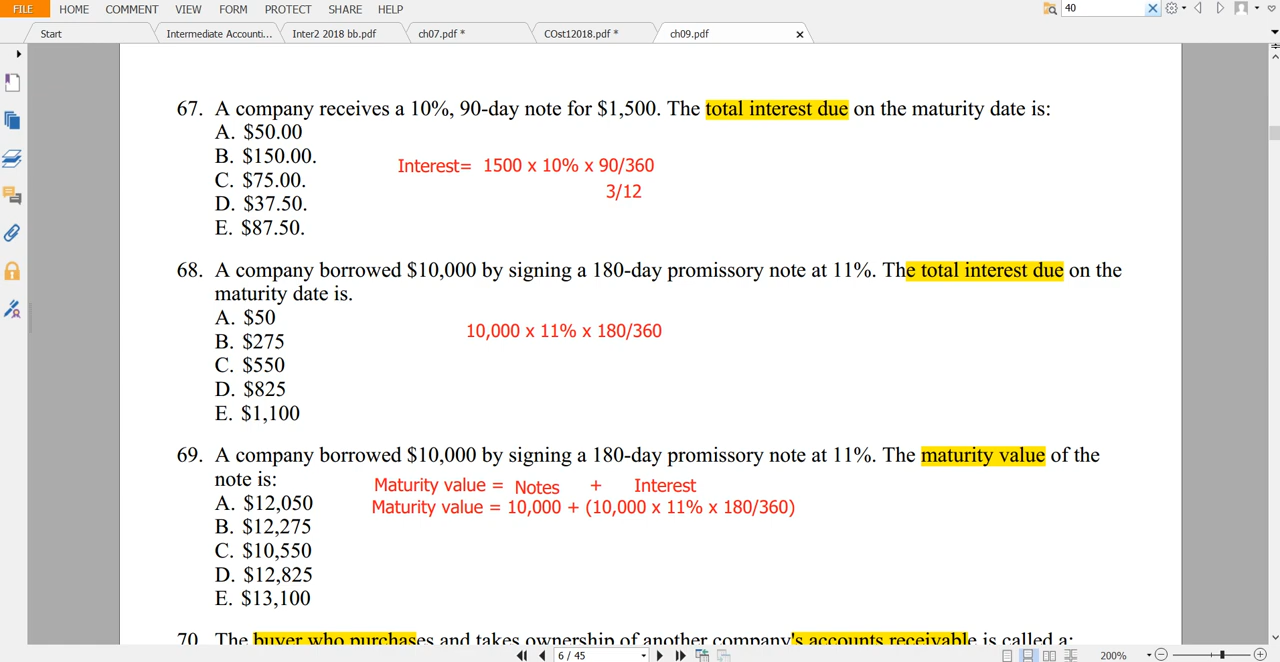 FILE HOME COMMENT VIEW FORM PROTECT SHARE HELP 40
Start Intermediate Accounti... Inter2 2018 bb.pdf ch07.pdf * COst12018.pdf * ch09.pdf
67. A company receives a 10%, 90-day note for $1,500. The total interest due on the maturity date is:
A. $50.00
B. $150.00.
Interest= 1500 x 10% x 90/360
C. $75.00.
3/12
D. $37.50.
E. $87.50.
68. A company borrowed $10,000 by signing a 180-day promissory note at 11%. The total interest due on the
maturity date is.
A. $50
10,000 x 11% x 180/360
B. $275
C. $550
D. $825
E. $1,100
69. A company borrowed $10,000 by signing a 180-day promissory note at 11%. The maturity value of the
note is:
Maturity value = Notes + Interest
A. $12,050
Maturity value = 10,000 + (10,000 x 11% x 180/360)
B. $12,275
C. $10,550
D. $12,825
E. $13,100
70. The buyer who purchases and takes ownership of another company's accounts receivable is called a:
6 / 45 200%